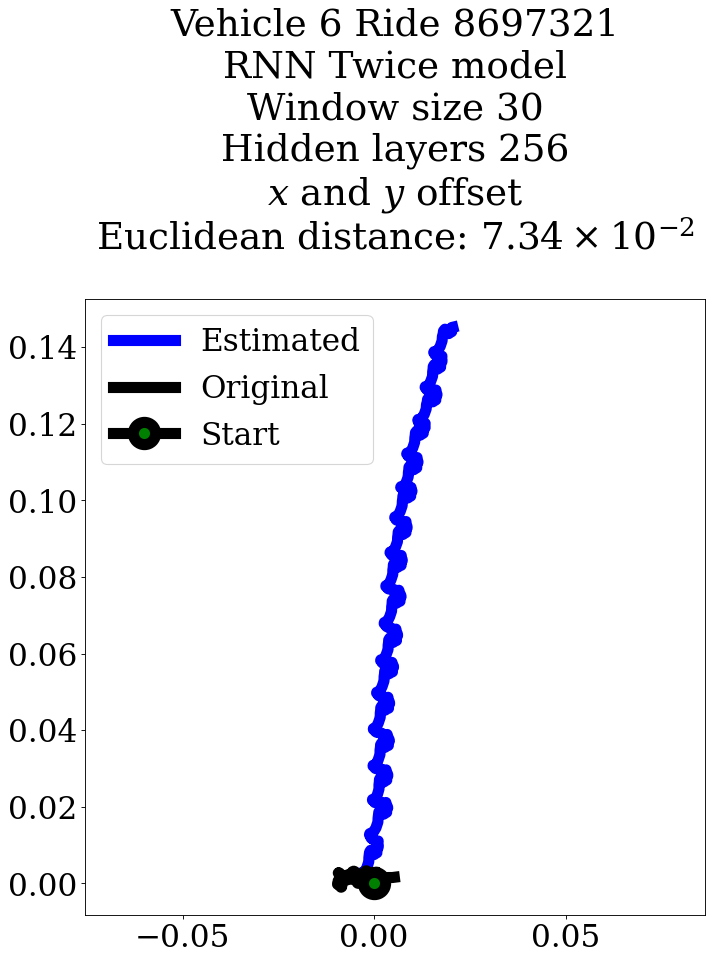 Vehicle 6 Ride 8697321
RNN Twice model
Window size 30
Hidden layers 256
x and y offset
Euclidean distance: 7.34 × 10⁻²
Estimated
Original
Start
0.14
0.12
0.10
0.08
0.06
0.04
0.02
0.00
−0.05 0.00 0.05